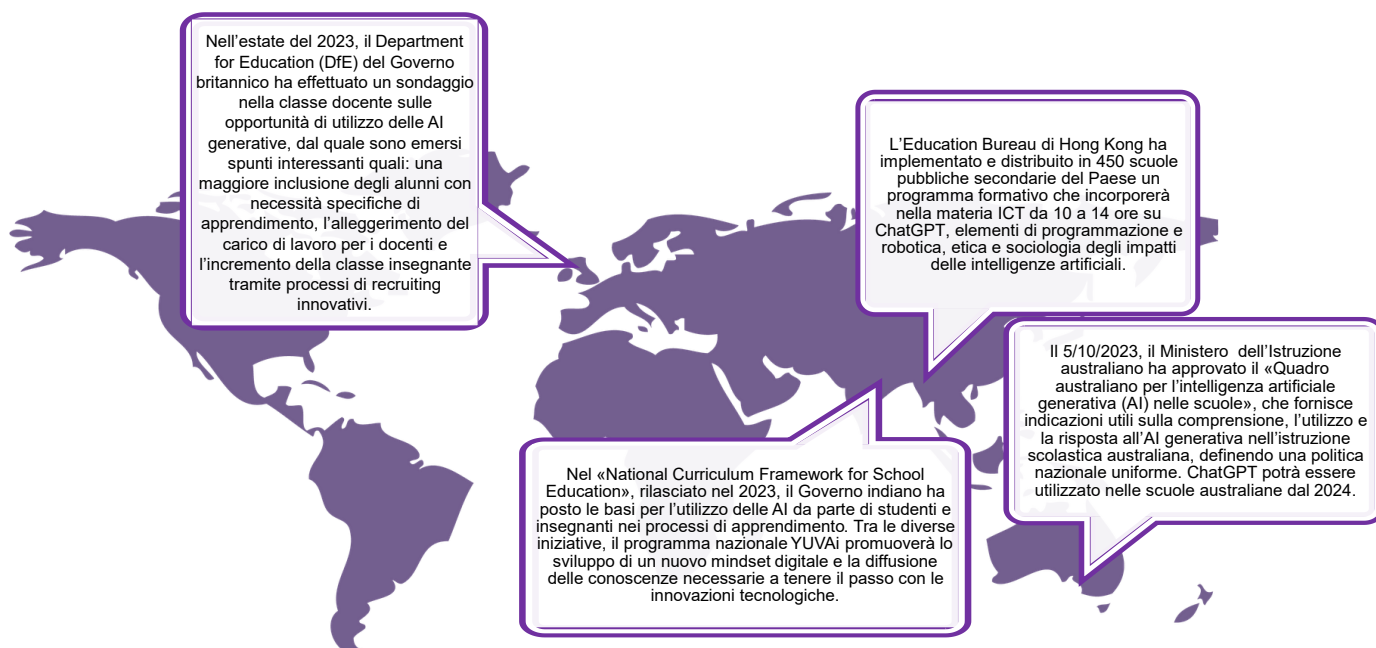 Nell’estate del 2023, il Department
for Education (DfE) del Governo
britannico ha effettuato un sondaggio
nella classe docente sulle
opportunità di utilizzo delle AI
generative, dal quale sono emersi
spunti interessanti quali: una
maggiore inclusione degli alunni con
necessità specifiche di
apprendimento, l’alleggerimento del
carico di lavoro per i docenti e
l’incremento della classe insegnante
tramite processi di recruiting
innovativi.
L’Education Bureau di Hong Kong ha
implementato e distribuito in 450 scuole
pubbliche secondarie del Paese un
programma formativo che incorporerà
nella materia ICT da 10 a 14 ore su
ChatGPT, elementi di programmazione e
robotica, etica e sociologia degli impatti
delle intelligenze artificiali.
Il 5/10/2023, il Ministero dell’Istruzione
australiano ha approvato il «Quadro
australiano per l’intelligenza artificiale
generativa (AI) nelle scuole», che fornisce
indicazioni utili sulla comprensione, l’utilizzo e
la risposta all’AI generativa nell’istruzione
scolastica australiana, definendo una politica
nazionale uniforme. ChatGPT potrà essere
utilizzato nelle scuole australiane dal 2024.
Nel «National Curriculum Framework for School
Education», rilasciato nel 2023, il Governo indiano ha
posto le basi per l’utilizzo delle AI da parte di studenti e
insegnanti nei processi di apprendimento. Tra le diverse
iniziative, il programma nazionale YUVAi promuoverà lo
sviluppo di un nuovo mindset digitale e la diffusione
delle conoscenze necessarie a tenere il passo con le
innovazioni tecnologiche.